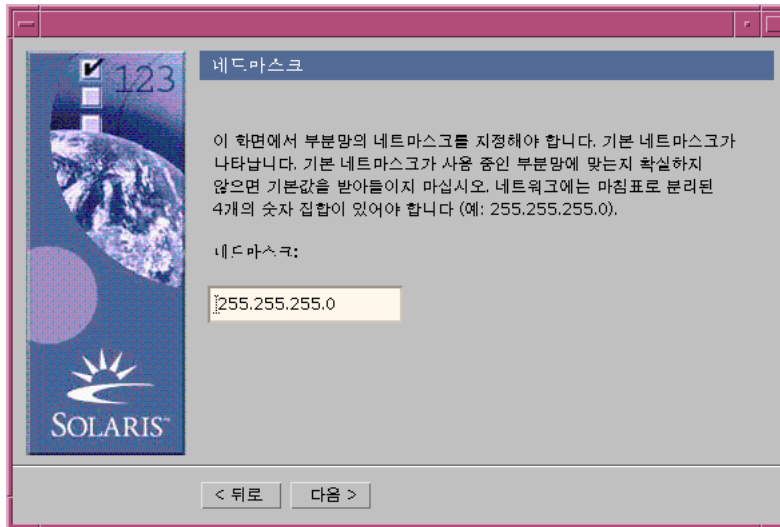 123
네트마스크
이 화면에서 부분망의 네트마스크를 지정해야 합니다. 기본 네트마스크가
나타납니다. 기본 네트마스크가 사용 중인 부분망에 맞는지 확실하지
않으면 기본값을 받아들이지 마십시오. 네트워크에는 마침표로 분리된
4개의 숫자 집합이 있어야 합니다 (예: 255.255.255.0).
네트마스크:
255.255.255.0
SOLARIS™
< 뒤로
다음 >